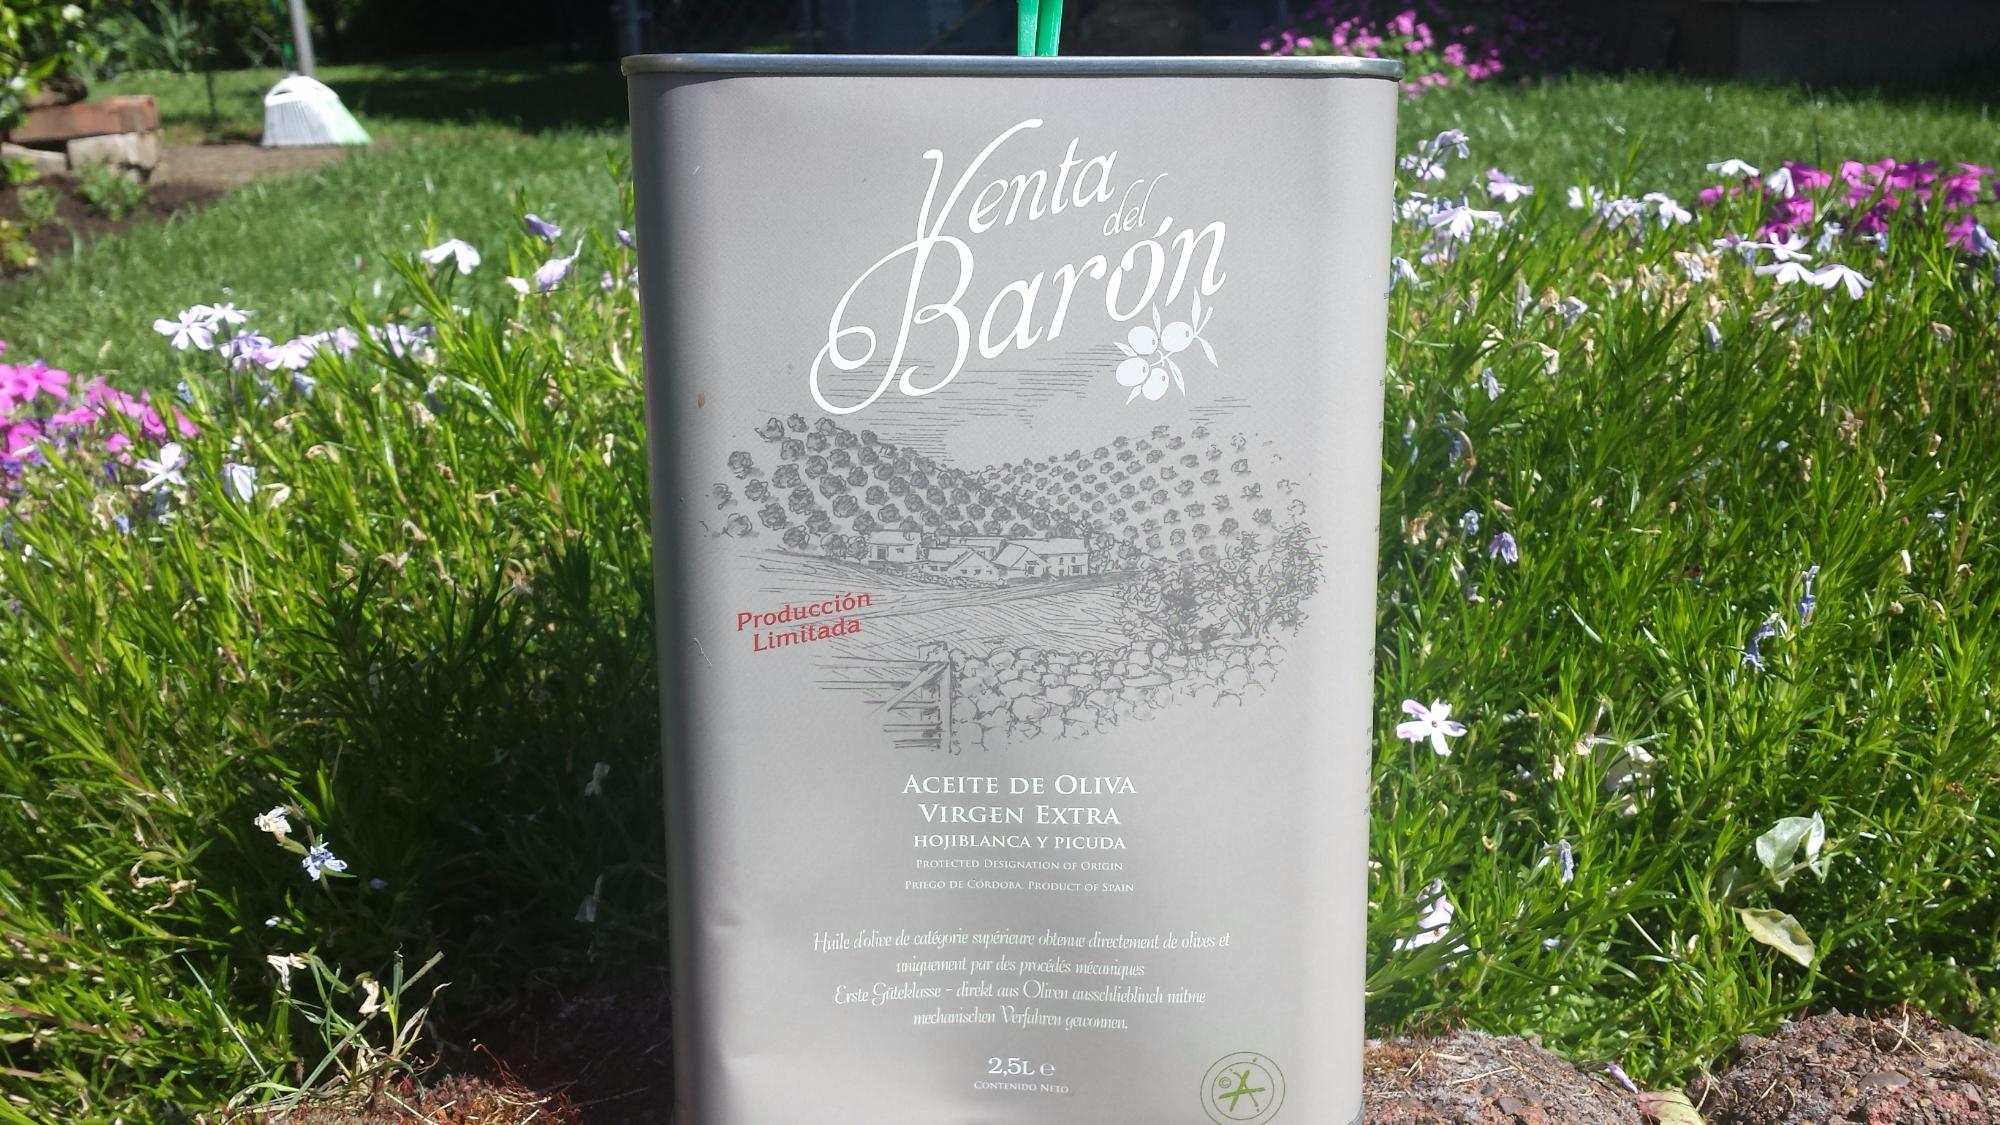 Venta
del
Barón
Producción
Limitada
ACEITE DE OLIVA
VIRGEN EXTRA
HOJIBLANCA Y PICUDA
PROTECTED DESIGNATION OF ORIGIN
PRIEGO DE CÓRDOBA, PRODUCT OF SPAIN
Huile d'olive de catégorie supérieure obtenue directement de olives et
uniquement par des procédés mécaniques
Erste Güteklasse - direkt aus Oliven ausschlieblinch mitme
mechanischen Verfahren gewonnen.
2,5L e
CONTENIDO NETO